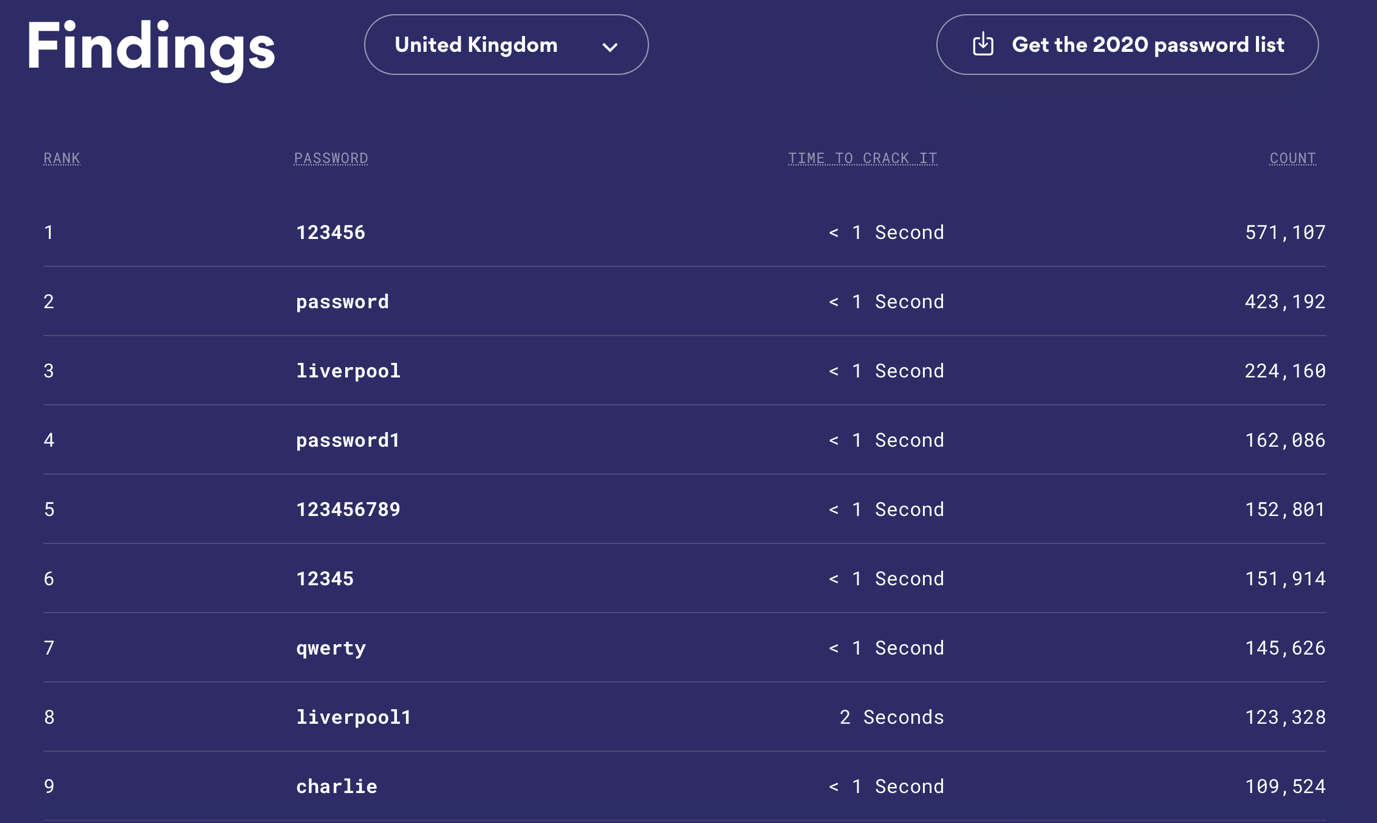 Findings United Kingdom Get the 2020 password list
RANK PASSWORD TIME TO CRACK IT COUNT
1 123456 < 1 Second 571,107
2 password < 1 Second 423,192
3 liverpool < 1 Second 224,160
4 password1 < 1 Second 162,086
5 123456789 < 1 Second 152,801
6 12345 < 1 Second 151,914
7 qwerty < 1 Second 145,626
8 liverpool1 2 Seconds 123,328
9 charlie < 1 Second 109,524